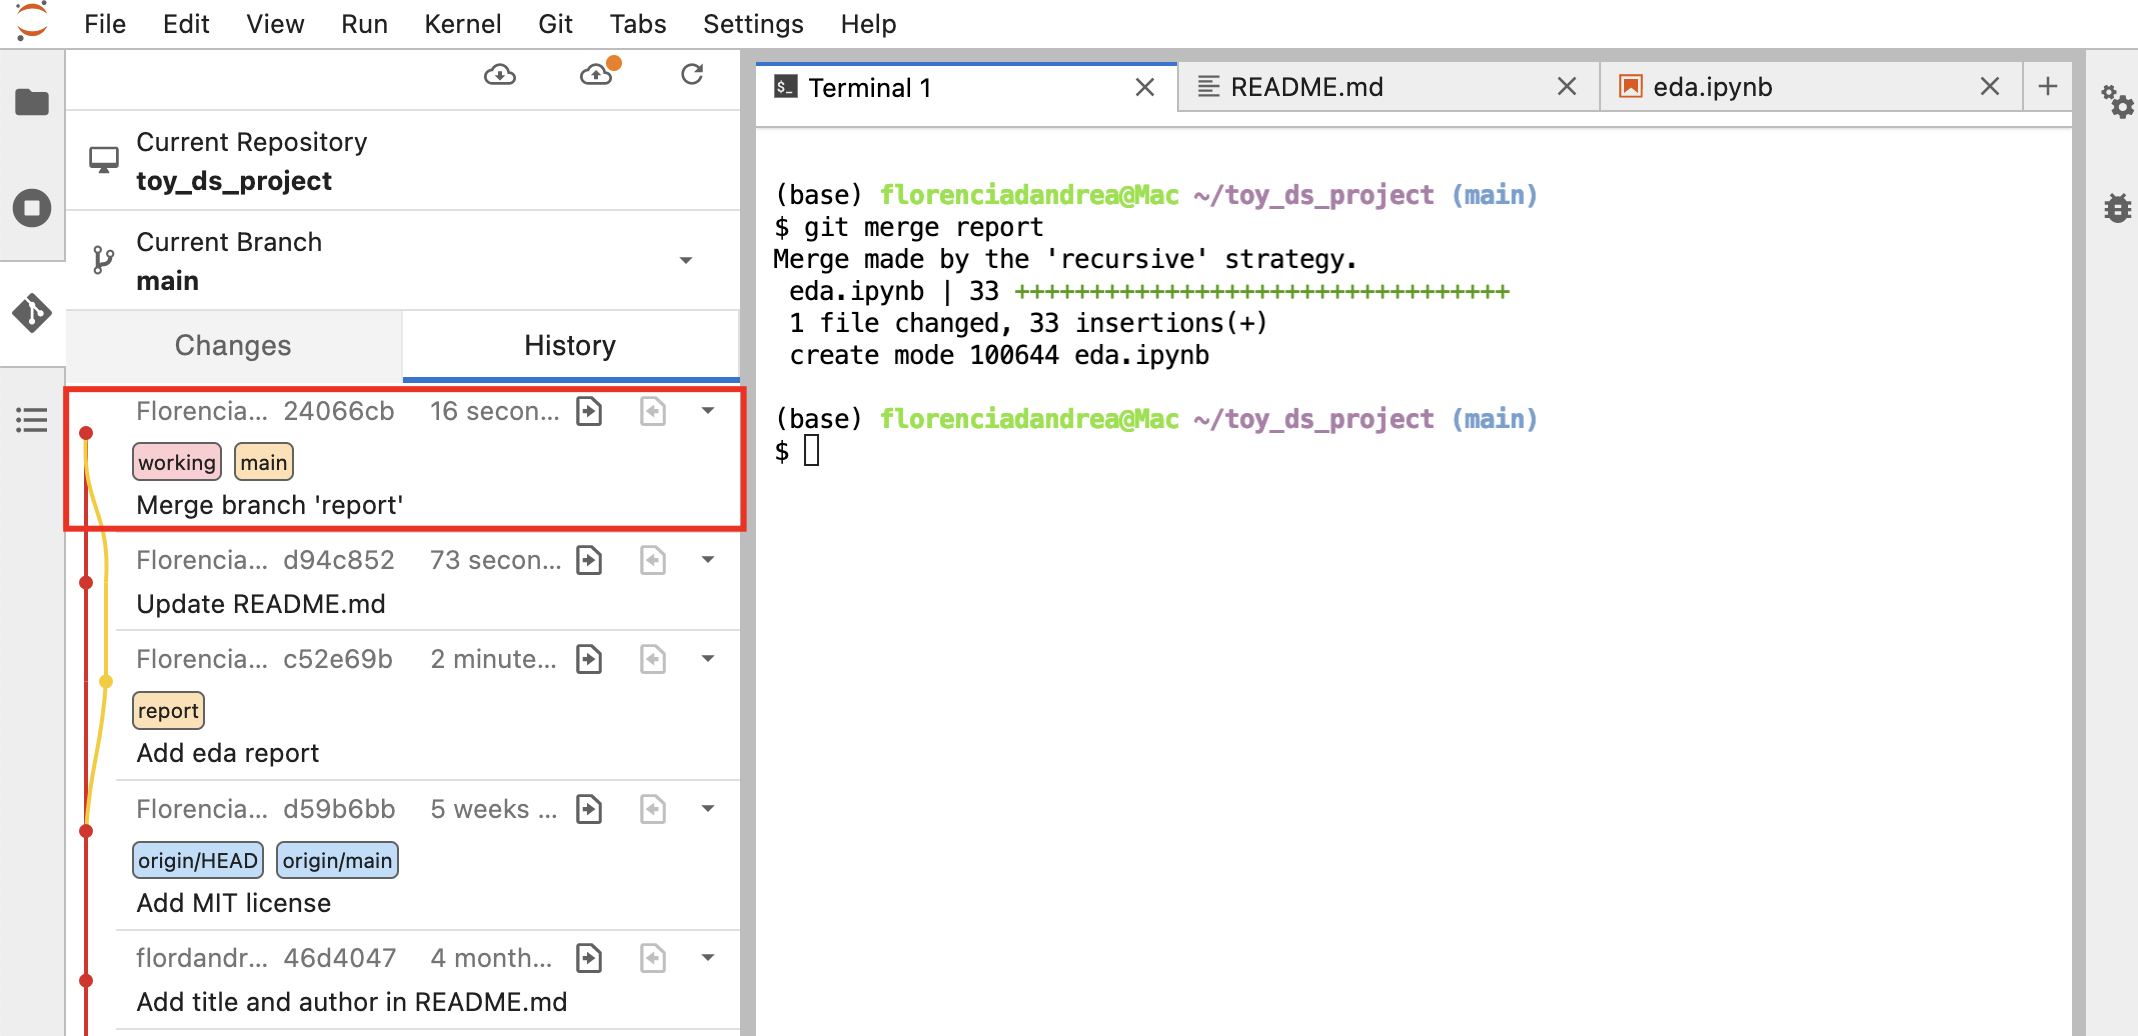 File Edit View Run Kernel Git Tabs Settings Help
Current Repository
toy_ds_project
Current Branch
main
Changes History
Florencia... 24066cb 16 secon...
working main
Merge branch 'report'
Florencia... d94c852 73 secon...
Update README.md
Florencia... c52e69b 2 minute...
report
Add eda report
Florencia... d59b6bb 5 weeks ...
origin/HEAD origin/main
Add MIT license
flordandr... 46d4047 4 month...
Add title and author in README.md
$_ Terminal 1 README.md eda.ipynb
(base) florenciadandrea@Mac ~/toy_ds_project (main)
$ git merge report
Merge made by the 'recursive' strategy.
eda.ipynb | 33 +++++++++++++++++++++++++++++++++
1 file changed, 33 insertions(+)
create mode 100644 eda.ipynb
(base) florenciadandrea@Mac ~/toy_ds_project (main)
$